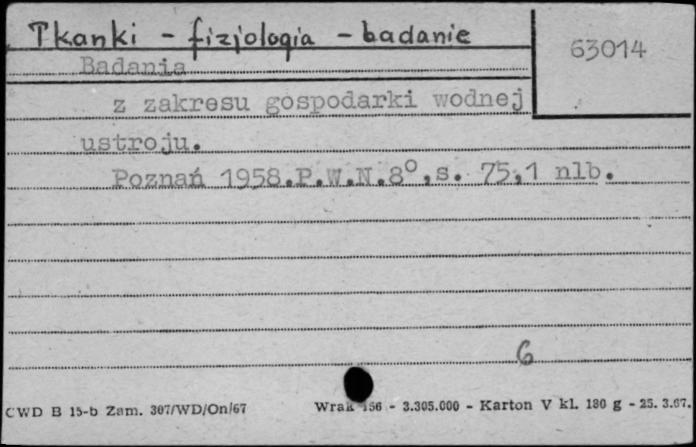 Tkanki - fizjologia - badanie
63014
Badania
z zakresu gospodarki wodnej
ustroju.
Poznań 1958.P.W.N.8°,s. 75,1 nlb.
6
CWD B 15-b Zam. 307/WD/On/67
Wrak 156 - 3.305.000 - Karton V kl. 180 g - 25. 3.67.